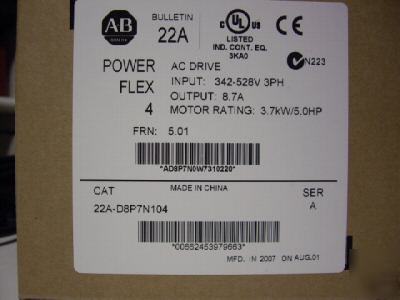 AB
BULLETIN
22A
C UL US
LISTED
IND. CONT. EQ.
3KA0
N223
POWER
FLEX
4
AC DRIVE
INPUT: 342-528V 3PH
OUTPUT: 8.7A
MOTOR RATING: 3.7kW/5.0HP
FRN: 5.01
*AD8P7N0W7310220*
CAT
MADE IN CHINA
SER
22A-D8P7N104
A
*00662453979663*
MFD. IN 2007 ON AUG.01